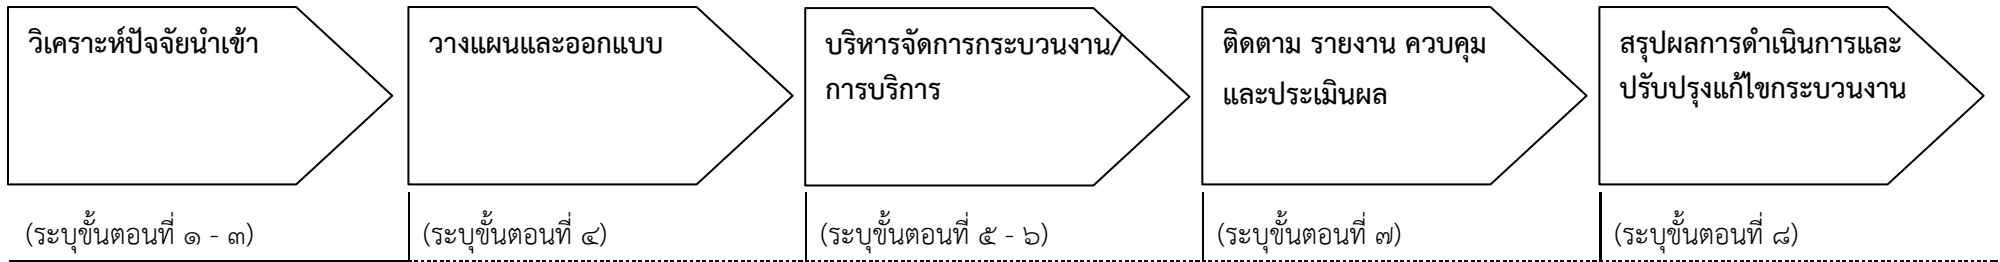 วิเคราะห์ปัจจัยนำเข้า
วางแผนและออกแบบ
บริหารจัดการกระบวนงาน/
การบริการ
ติดตาม รายงาน ควบคุม
และประเมินผล
สรุปผลการดำเนินการและ
ปรับปรุงแก้ไขกระบวนงาน
(ระบุขั้นตอนที่ ๑ - ๓)
(ระบุขั้นตอนที่ ๔)
(ระบุขั้นตอนที่ ๕ - ๖)
(ระบุขั้นตอนที่ ๗)
(ระบุขั้นตอนที่ ๘)